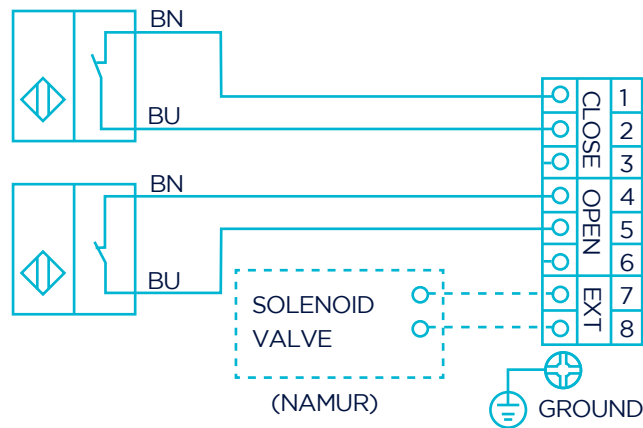 BN
BU
BN
BU
CLOSE
1
2
3
OPEN
4
5
6
EXT
7
8
SOLENOID
VALVE
(NAMUR)
GROUND